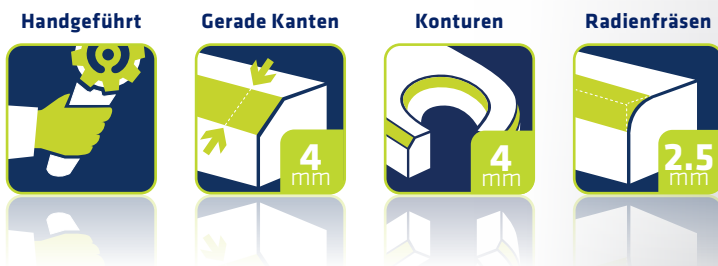 Handgeführt
Gerade Kanten
Konturen
Radienfräsen
4
mm
4
mm
2.5
mm